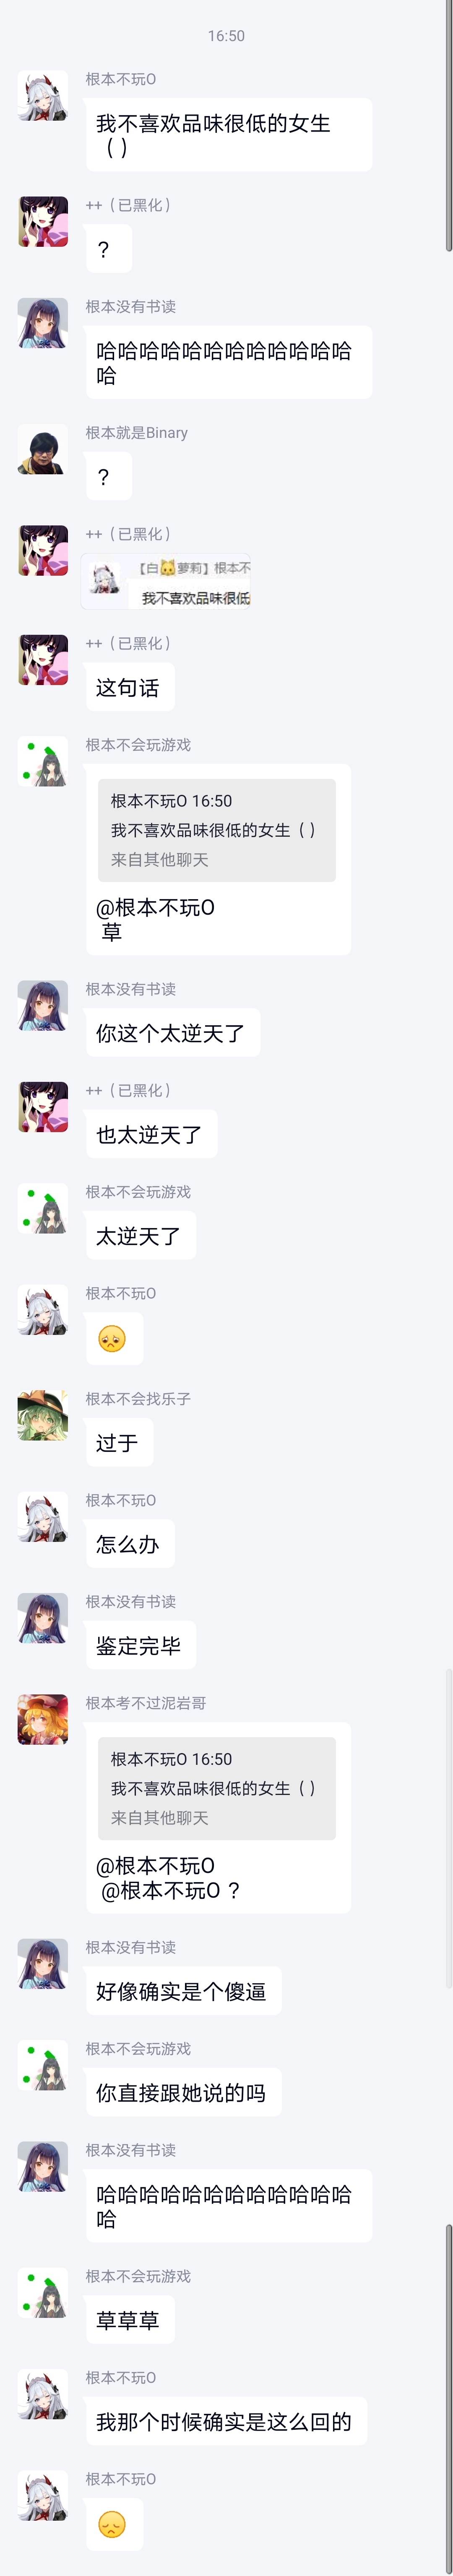 16:50
根本不玩O
我不喜欢品味很低的女生
（）
++（已黑化）
？
根本没有书读
哈哈哈哈哈哈哈哈哈哈哈哈
哈
根本就是Binary
？
++（已黑化）
【白🐱萝莉】根本不
我不喜欢品味很低
++（已黑化）
这句话
根本不会玩游戏
根本不玩O 16:50
我不喜欢品味很低的女生（）
来自其他聊天
@根本不玩O
草
根本没有书读
你这个太逆天了
++（已黑化）
也太逆天了
根本不会玩游戏
太逆天了
根本不玩O
😞
根本不会找乐子
过于
根本不玩O
怎么办
根本没有书读
鉴定完毕
根本考不过泥岩哥
根本不玩O 16:50
我不喜欢品味很低的女生（）
来自其他聊天
@根本不玩O
@根本不玩O ？
根本没有书读
好像确实是个傻逼
根本不会玩游戏
你直接跟她说的吗
根本没有书读
哈哈哈哈哈哈哈哈哈哈哈哈
哈
根本不会玩游戏
草草草
根本不玩O
我那个时候确实是这么回的
根本不玩O
😞